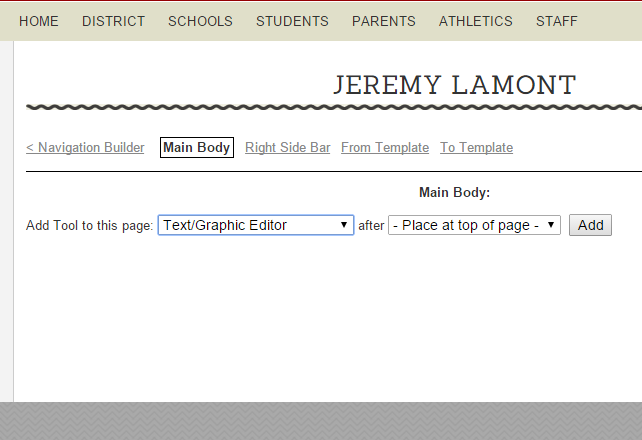 HOME DISTRICT SCHOOLS STUDENTS PARENTS ATHLETICS STAFF
JEREMY LAMONT
< Navigation Builder Main Body Right Side Bar From Template To Template
Main Body:
Add Tool to this page: Text/Graphic Editor after - Place at top of page - Add